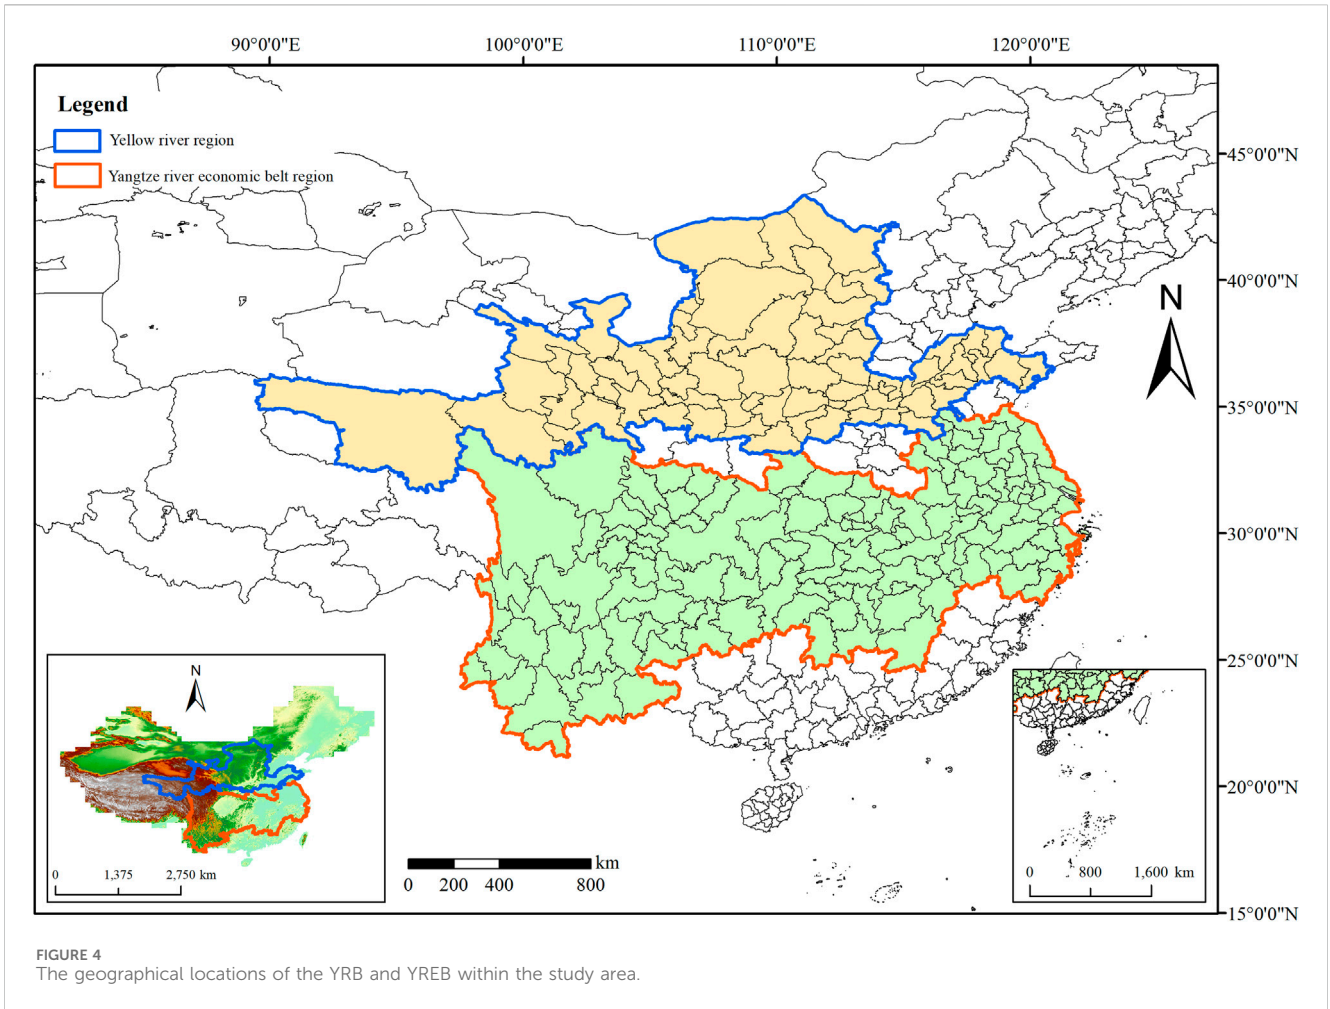 90°0'0"E 100°0'0"E 110°0'0"E 120°0'0"E
Legend
Yellow river region
Yangtze river economic belt region
45°0'0"N
40°0'0"N
N
35°0'0"N
30°0'0"N
25°0'0"N
20°0'0"N
15°0'0"N
N
0 1,375 2,750 km
km
0 200 400 800
0 800 1,600 km
FIGURE 4
The geographical locations of the YRB and YREB within the study area.